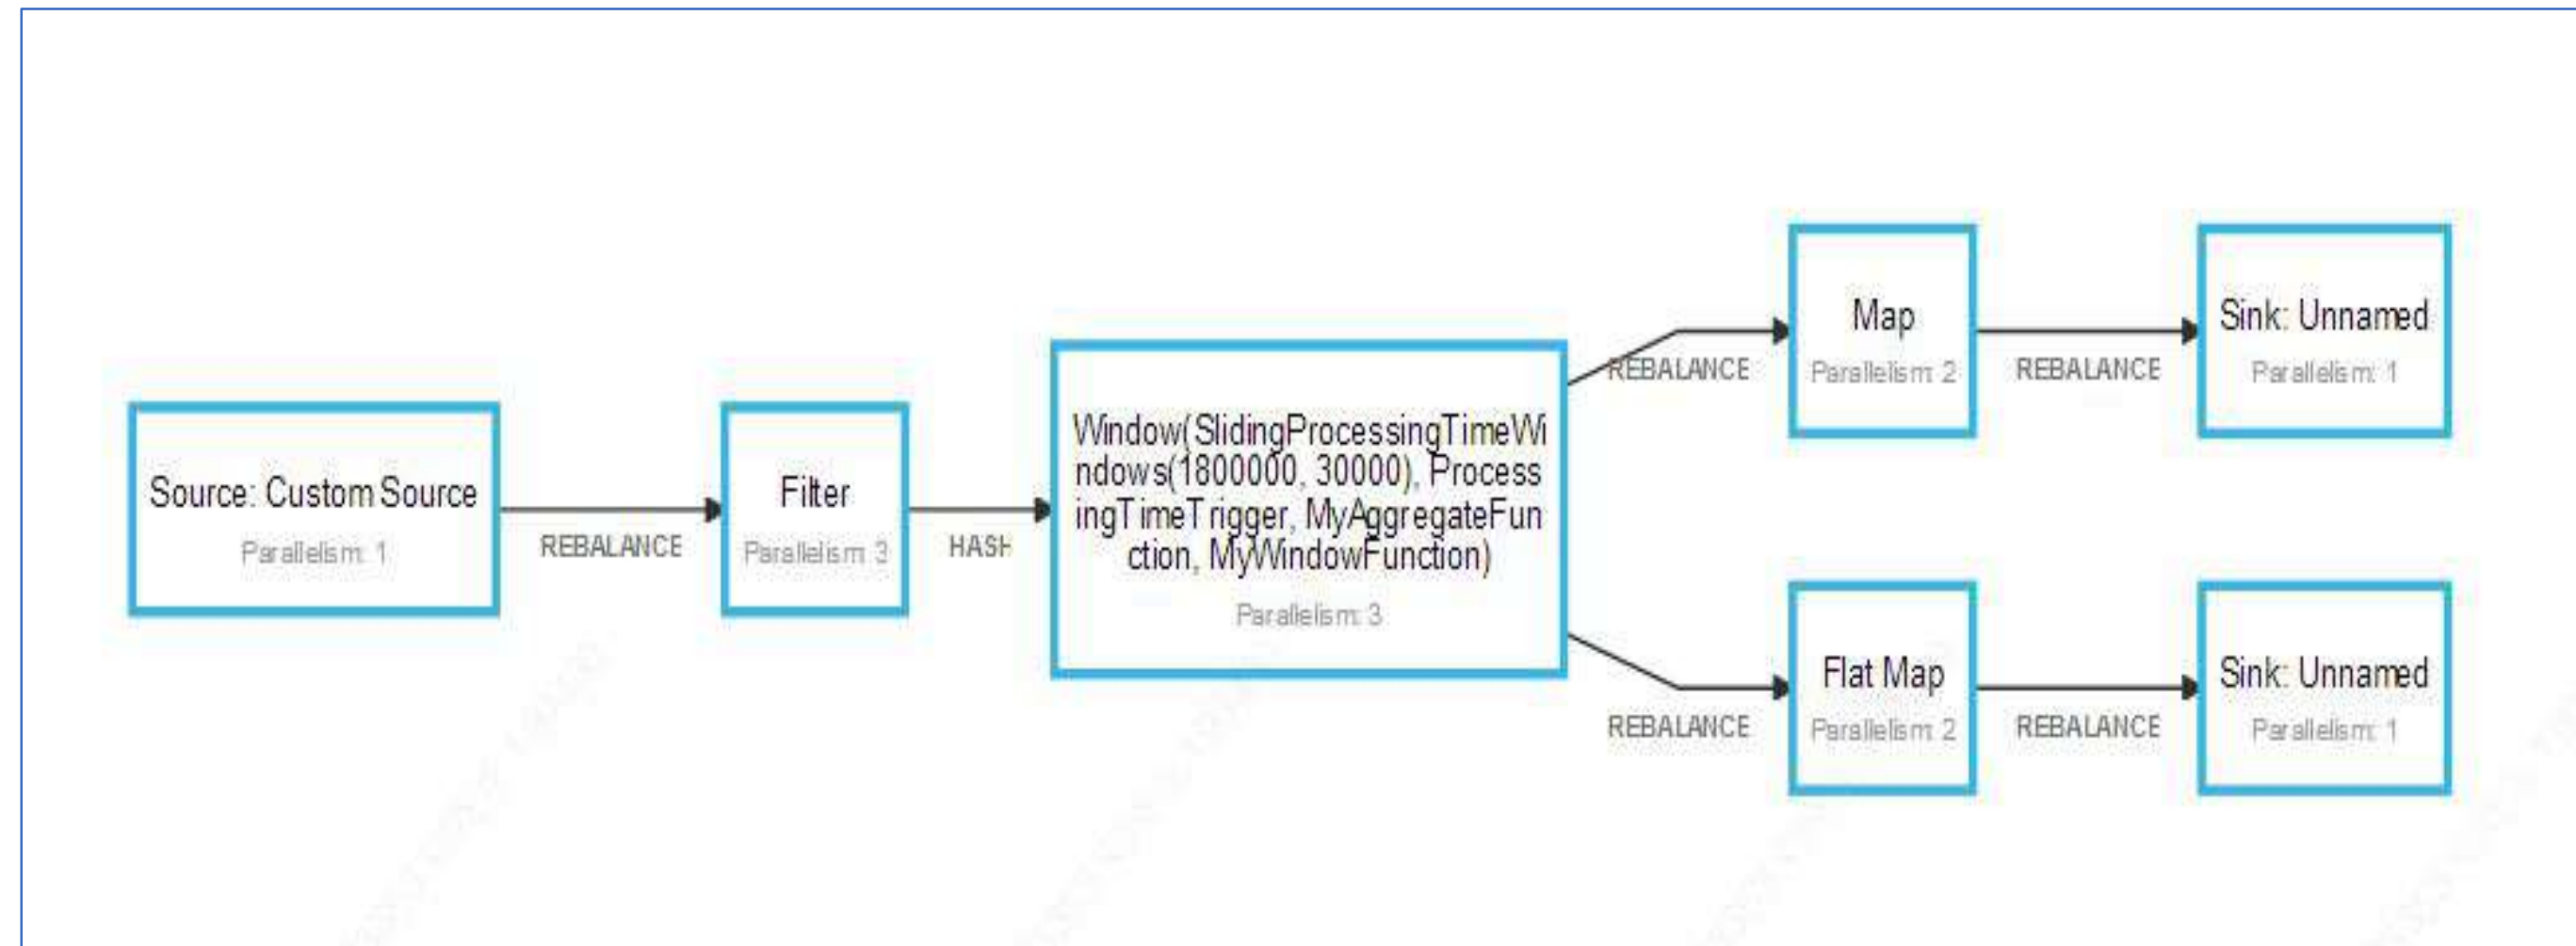 Source: Custom Source
Parallelism: 1
REBALANCE
Filter
Parallelism: 3
HASH
Window(SlidingProcessingTimeWi
ndows(1800000, 30000), Process
ingTimeTrigger, MyAggregateFun
ction, MyWindowFunction)
Parallelism: 3
REBALANCE
Map
Parallelism: 2
REBALANCE
Sink: Unnamed
Parallelism: 1
REBALANCE
Flat Map
Parallelism: 2
REBALANCE
Sink: Unnamed
Parallelism: 1